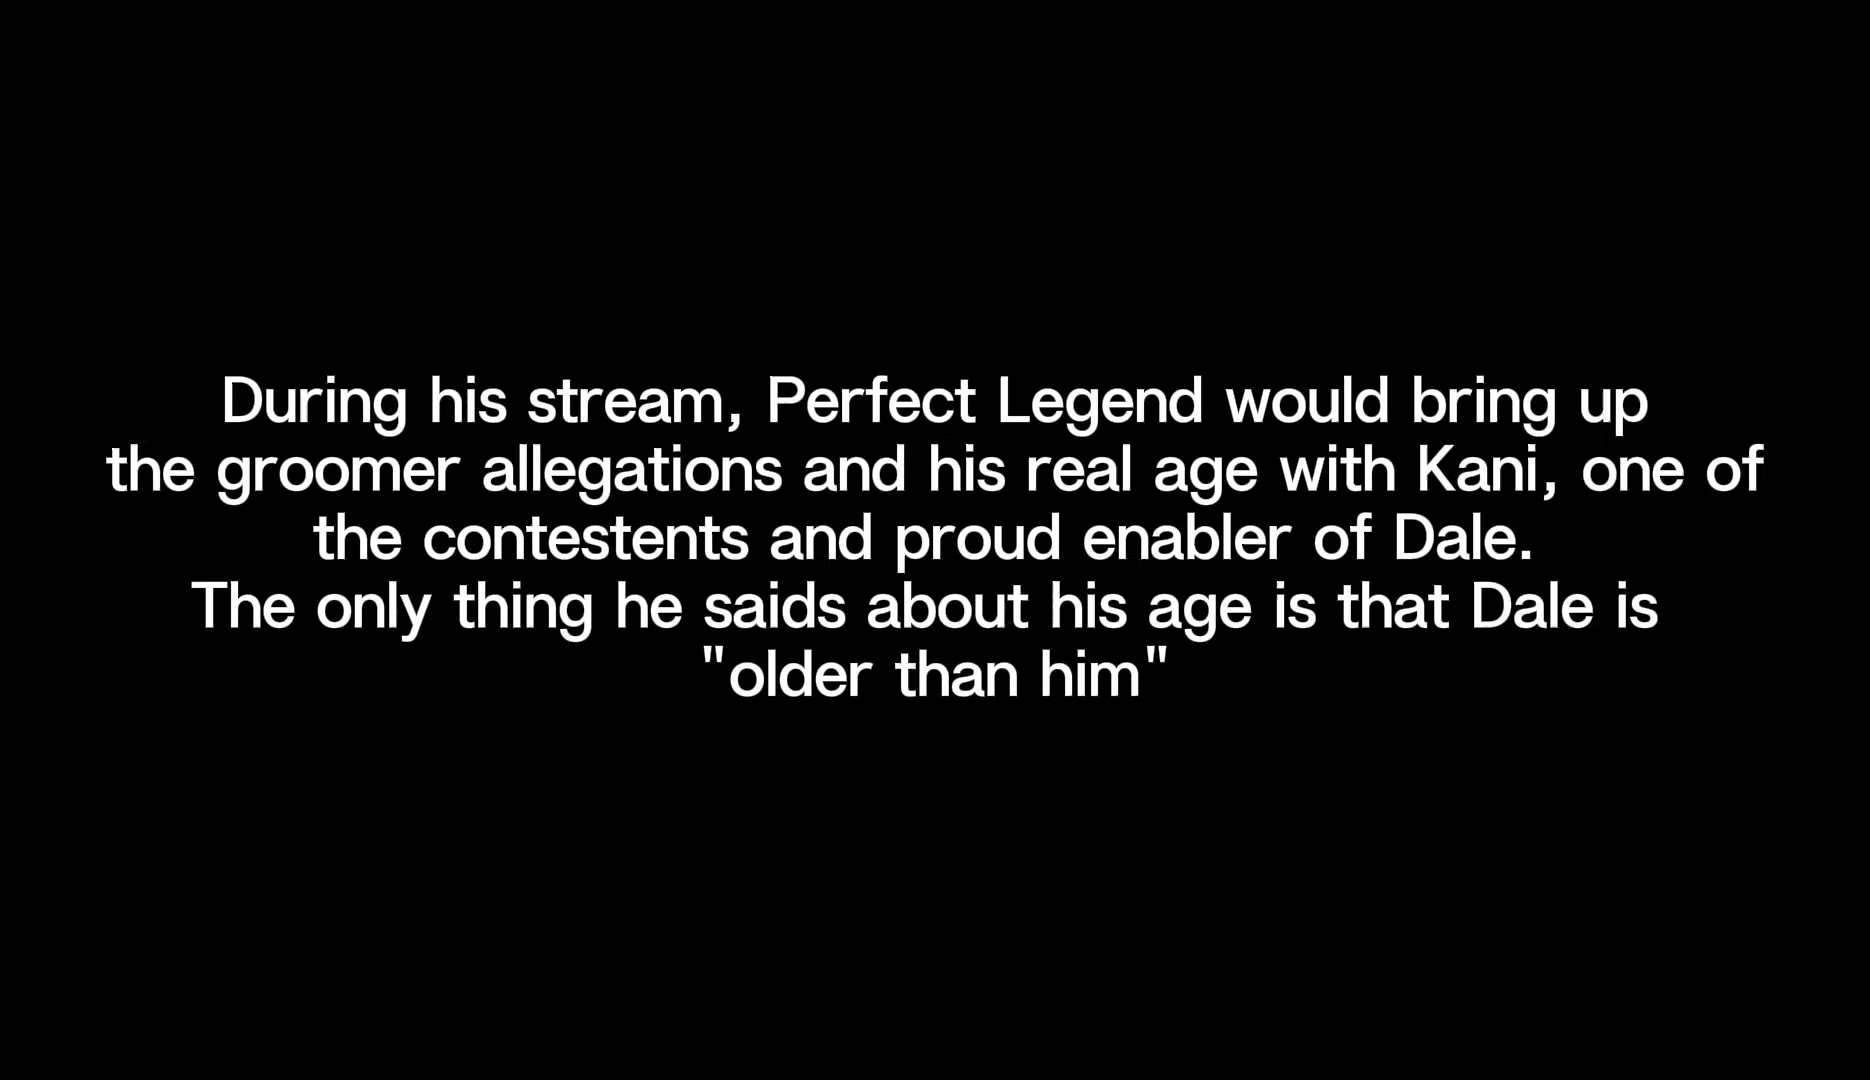 During his stream, Perfect Legend would bring up
the groomer allegations and his real age with Kani, one of
the contestents and proud enabler of Dale.
The only thing he saids about his age is that Dale is
"older than him"